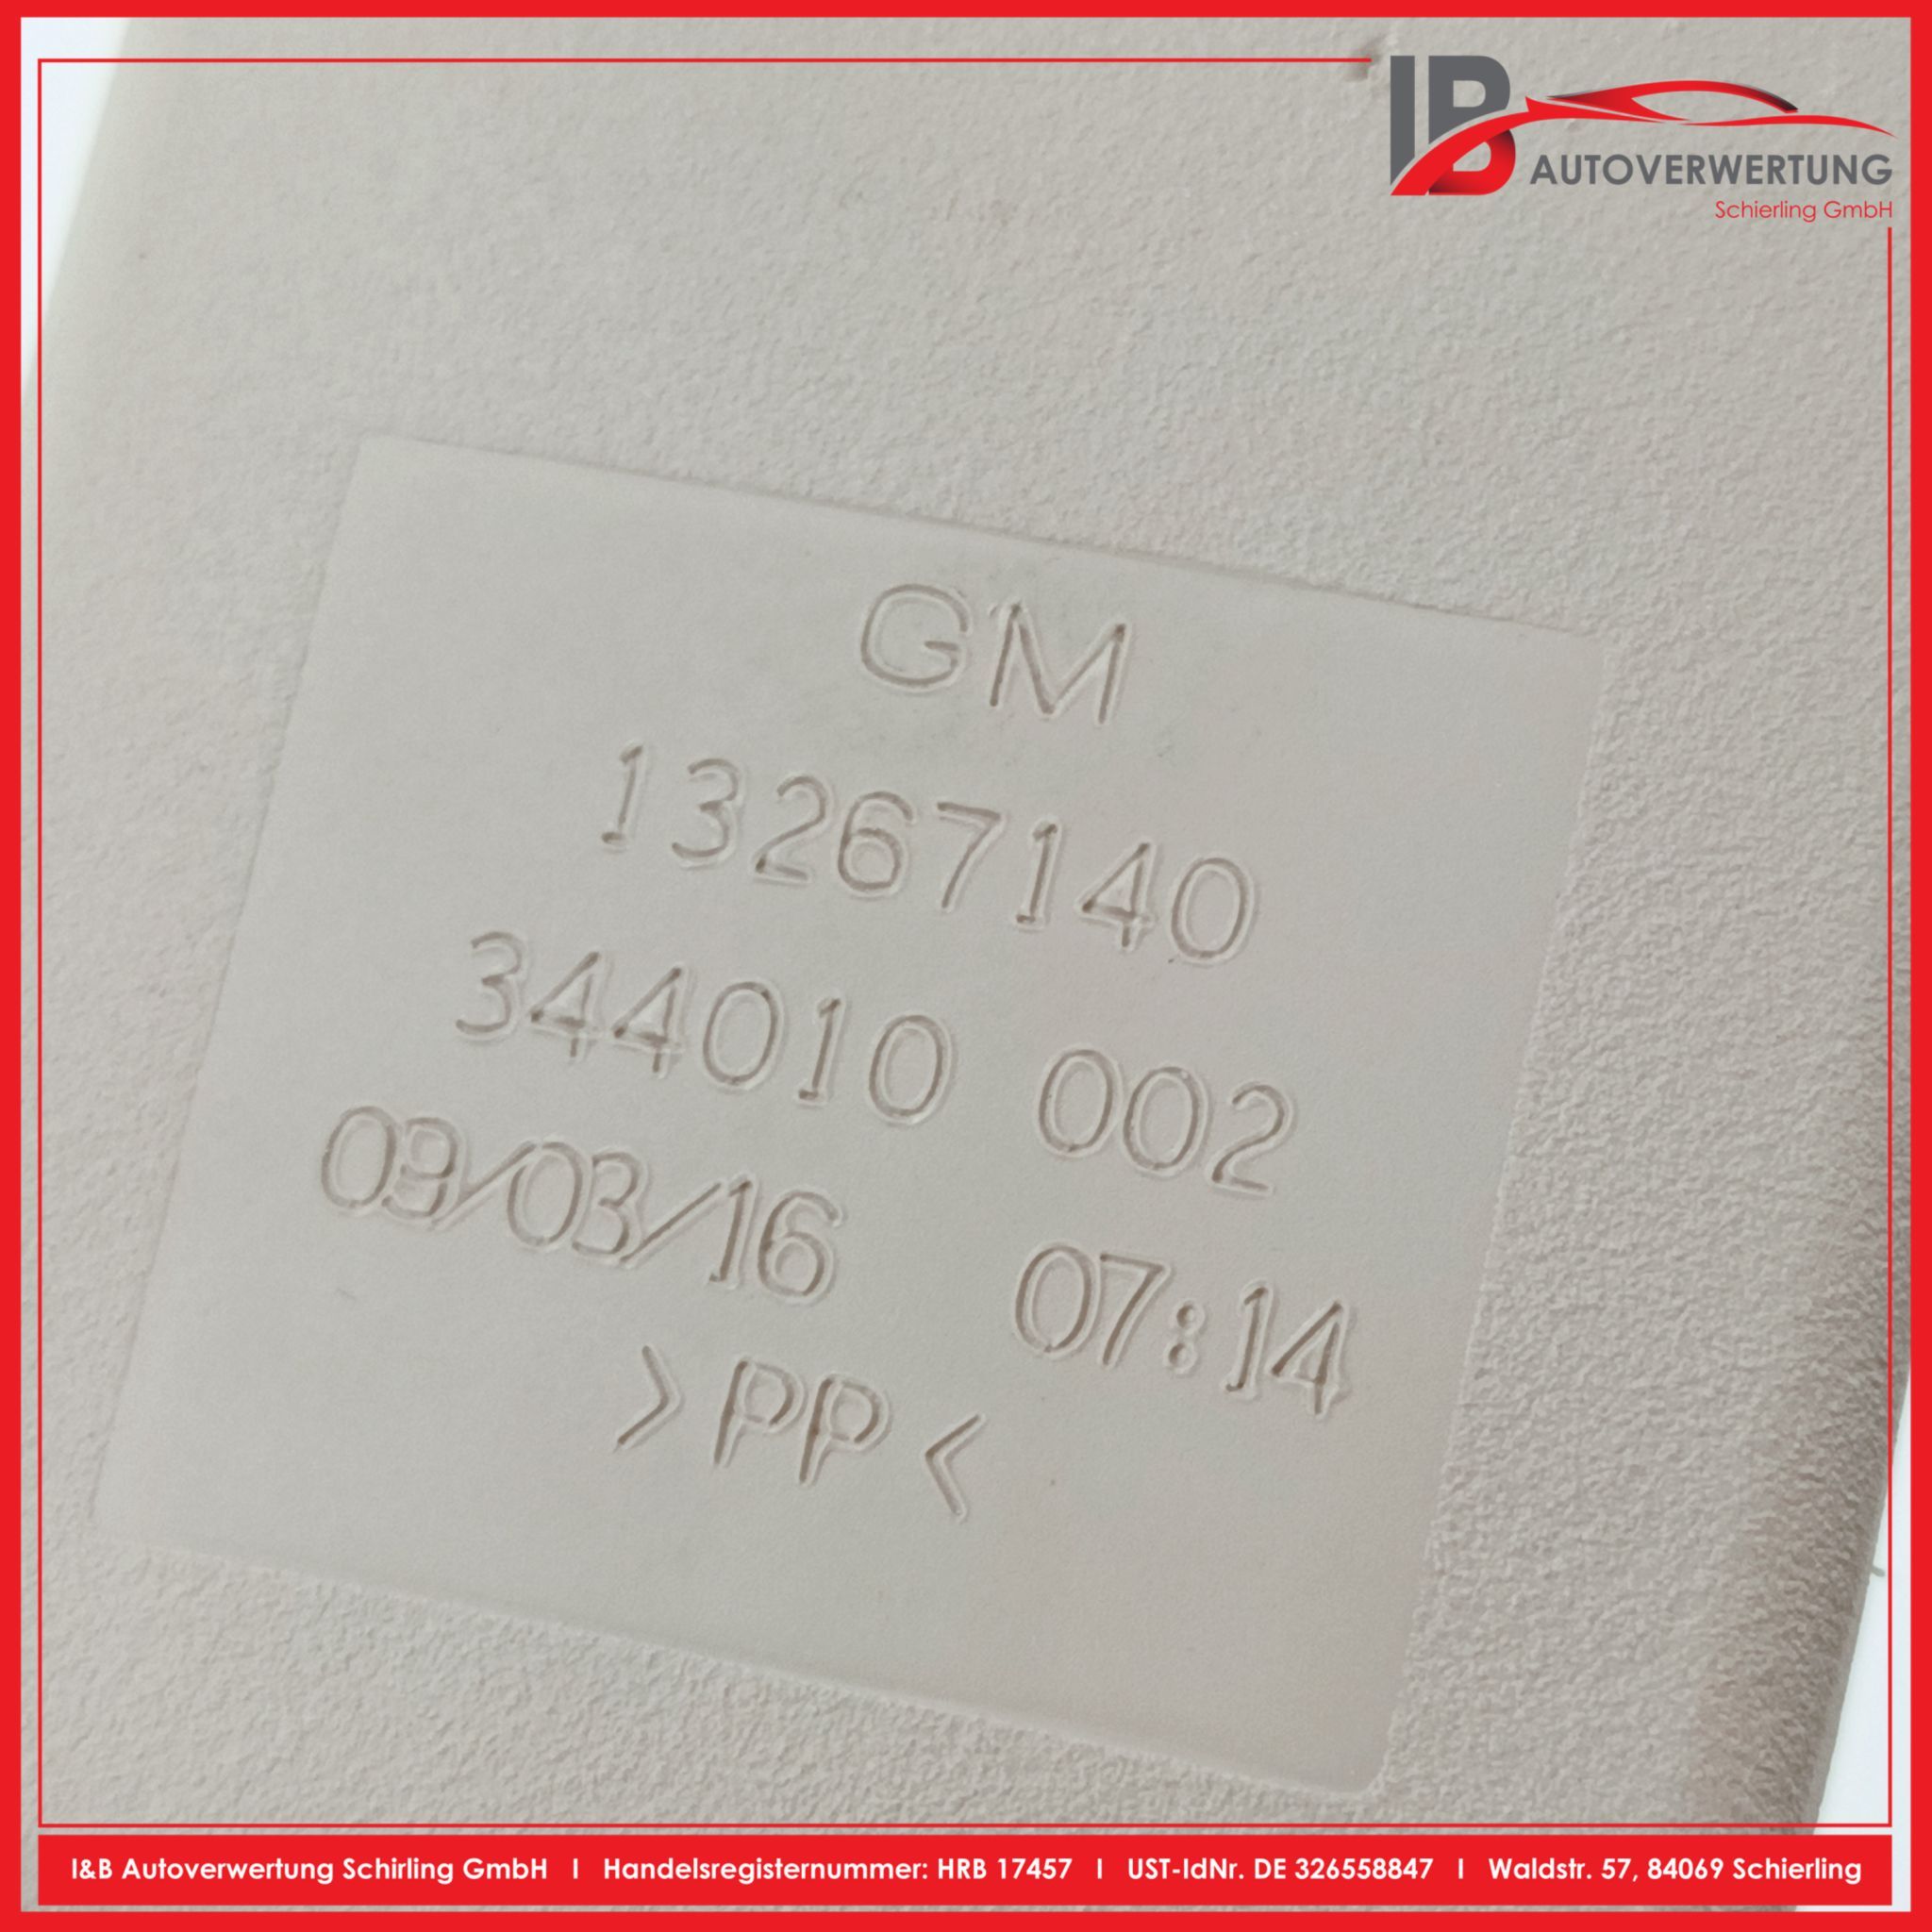 IB
AUTOVERWERTUNG
Schierling GmbH
GM
13267140
344010 002
09/03/16 07:14
>PP<
I&B Autoverwertung Schirling GmbH I Handelsregisternummer: HRB 17457 I UST-IdNr. DE 326558847 I Waldstr. 57, 84069 Schierling